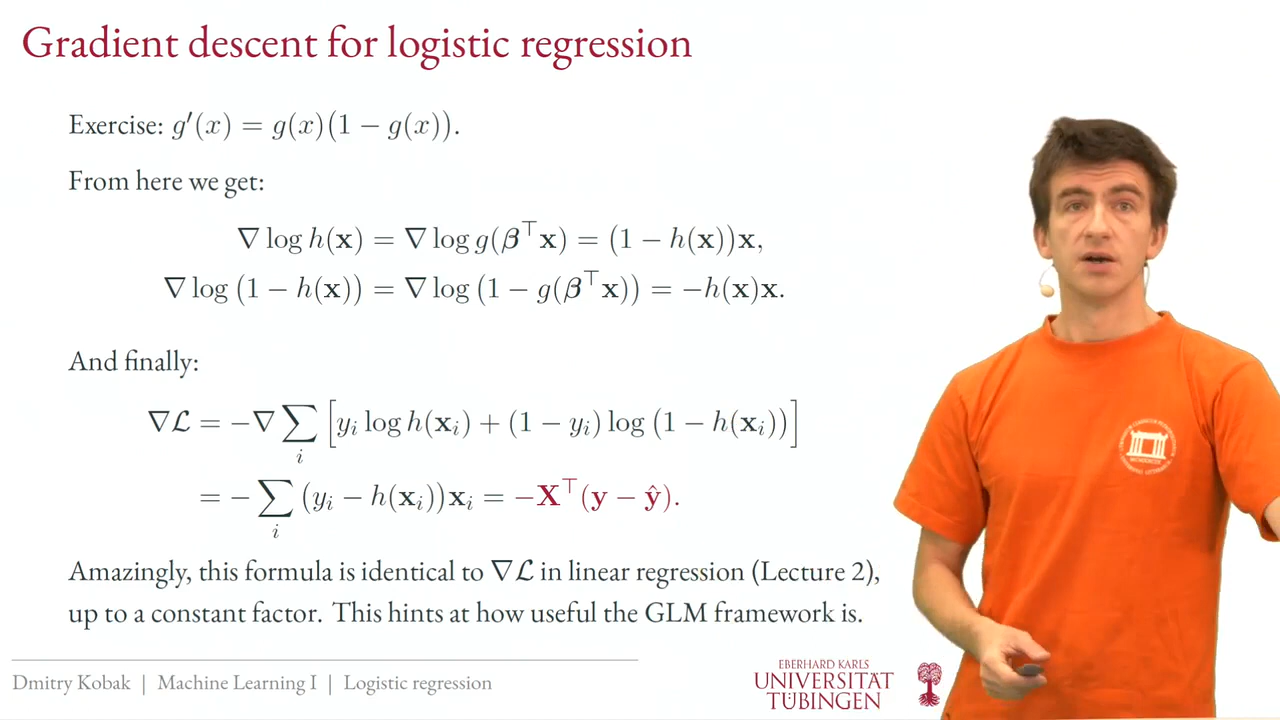 Gradient descent for logistic regression
Exercise: g′(x) = g(x)(1 − g(x)).
From here we get:
∇ log h(𝐱) = ∇ log g(𝜷⊤𝐱) = (1 − h(𝐱))𝐱,
∇ log (1 − h(𝐱)) = ∇ log (1 − g(𝜷⊤𝐱)) = −h(𝐱)𝐱.
And finally:
∇ℒ = −∇ ∑ᵢ [yᵢ log h(𝐱ᵢ) + (1 − yᵢ) log (1 − h(𝐱ᵢ))]
= − ∑ᵢ (yᵢ − h(𝐱ᵢ))𝐱ᵢ = −𝐗⊤(𝐲 − 𝐲̂).
Amazingly, this formula is identical to ∇ℒ in linear regression (Lecture 2),
up to a constant factor. This hints at how useful the GLM framework is.
Dmitry Kobak | Machine Learning I | Logistic regression
EBERHARD KARLS
UNIVERSITÄT
TÜBINGEN